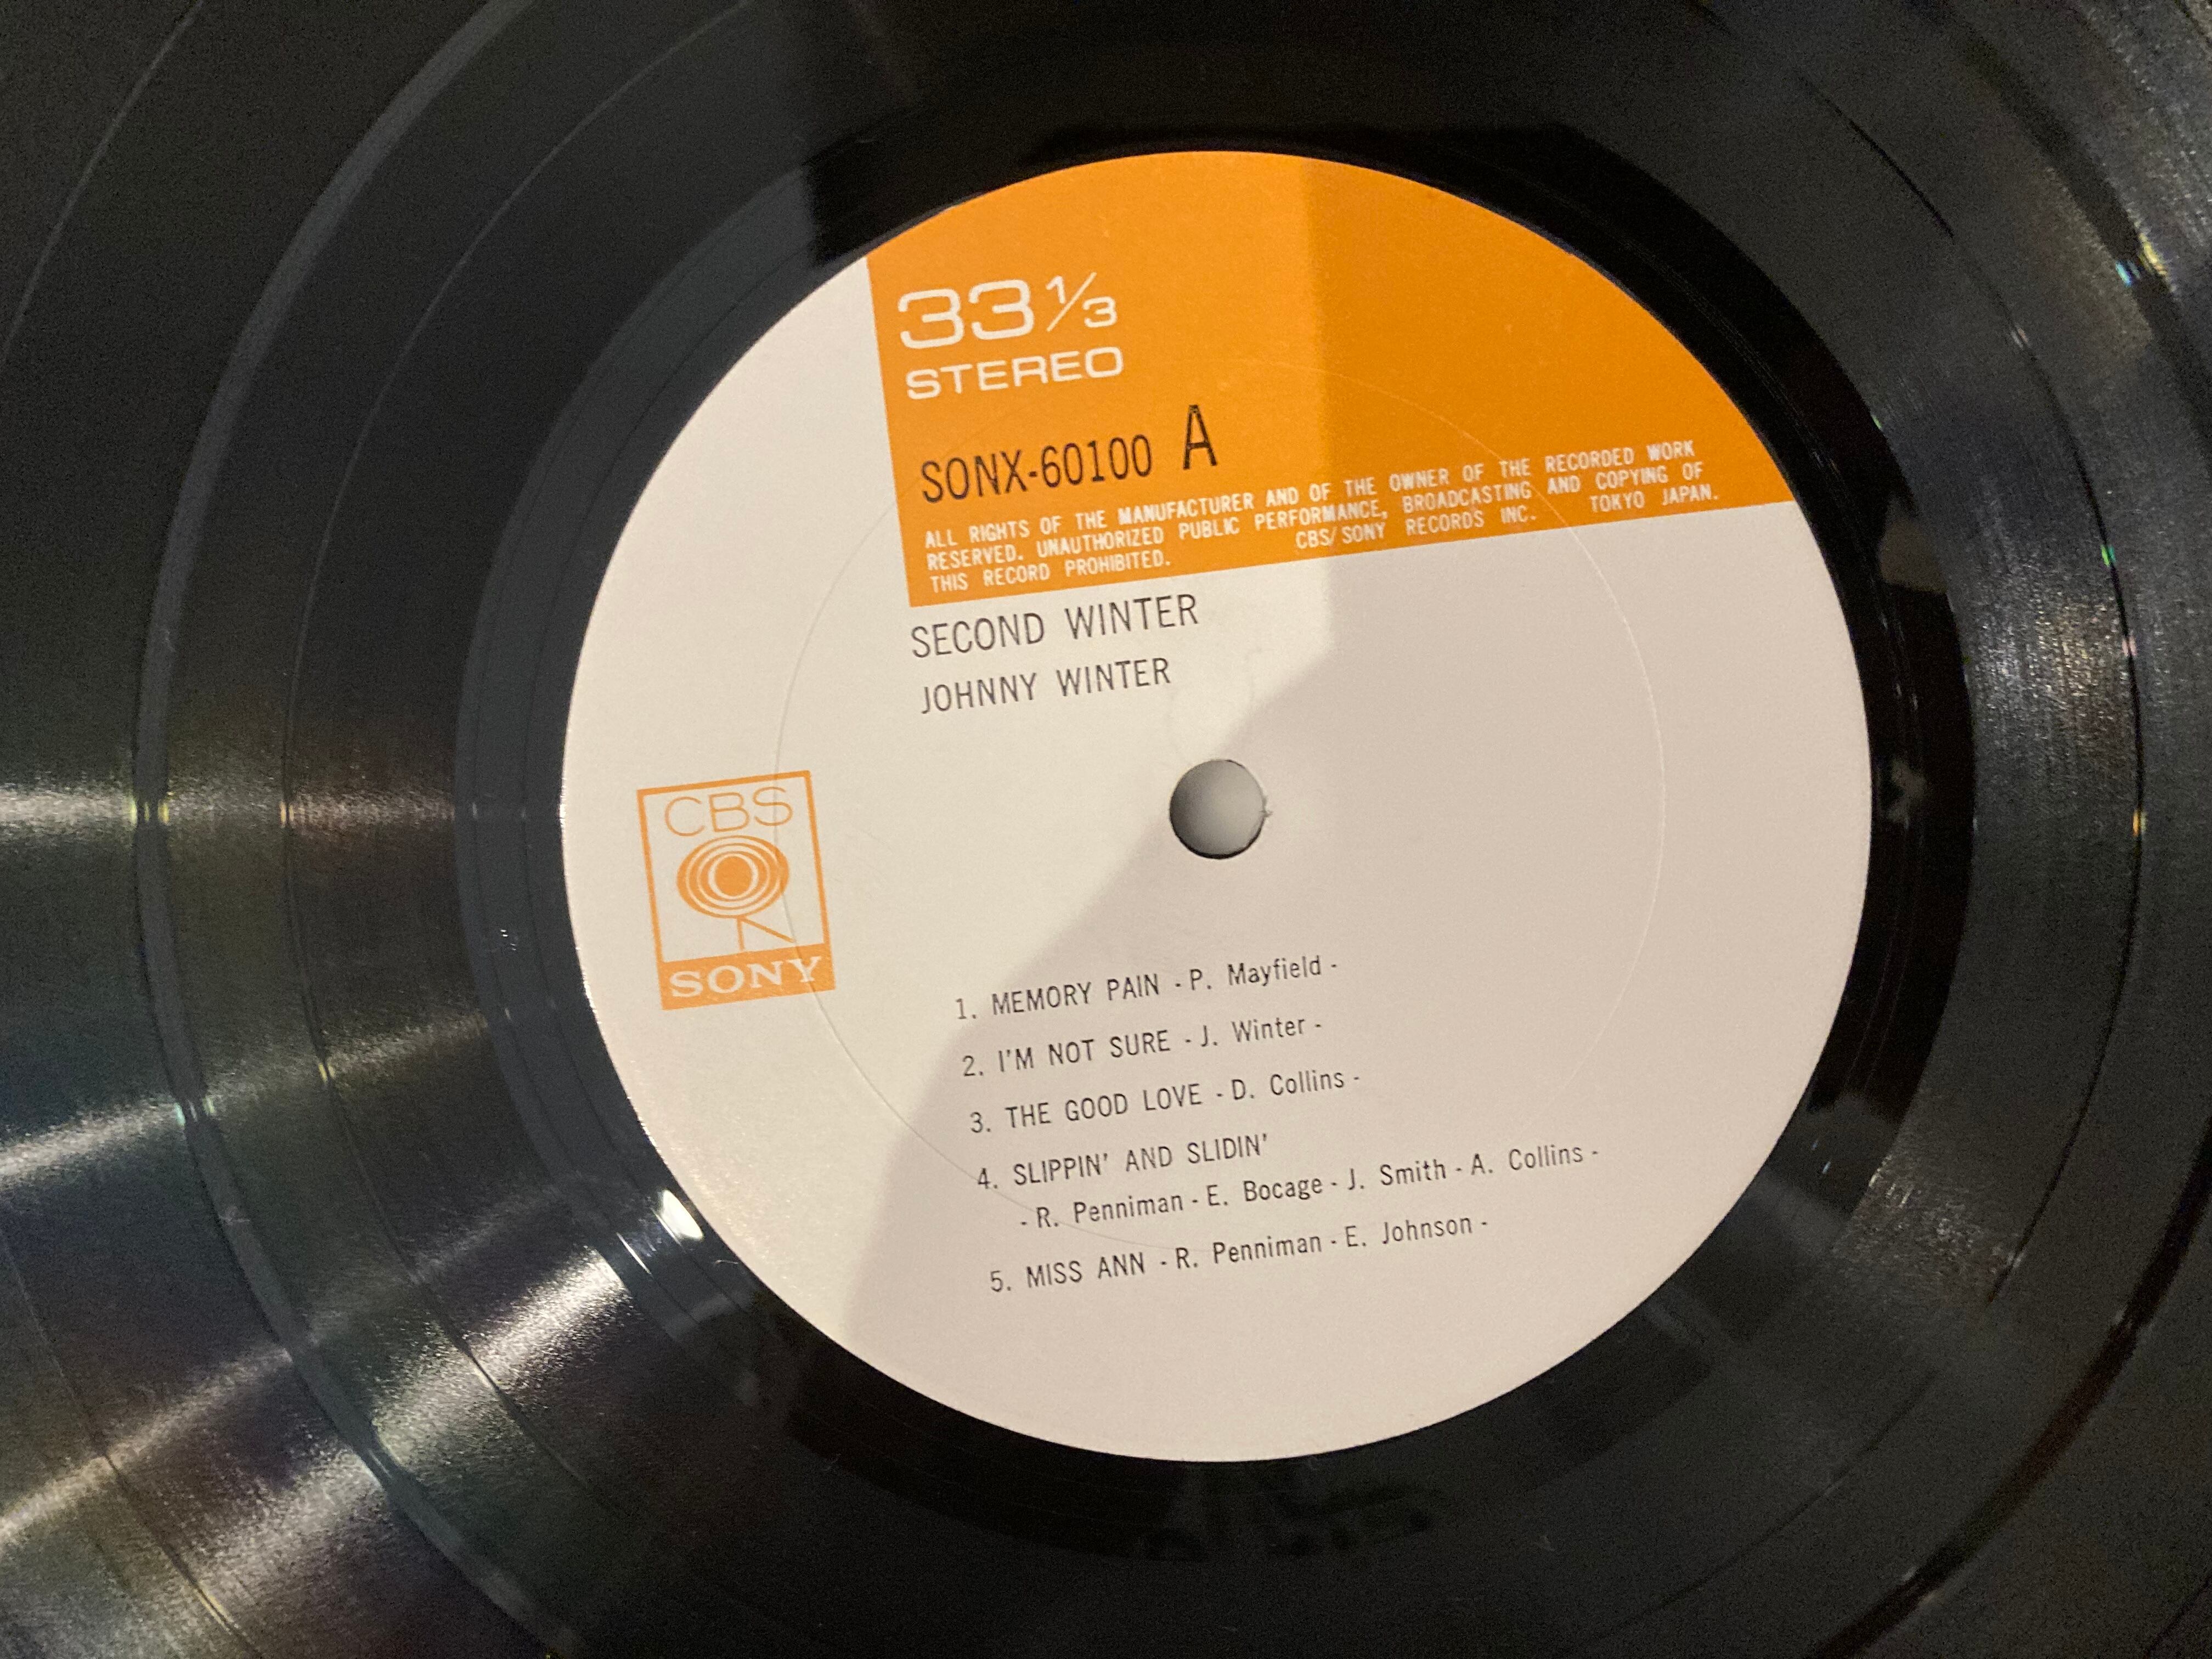 33 1/3
STEREO
SONX-60100 A
ALL RIGHTS OF THE MANUFACTURER AND OF THE OWNER OF THE RECORDED WORK
RESERVED. UNAUTHORIZED PUBLIC PERFORMANCE, BROADCASTING AND COPYING OF
THIS RECORD PROHIBITED. CBS/SONY RECORDS INC. TOKYO JAPAN.
SECOND WINTER
JOHNNY WINTER
CBS
SONY
1. MEMORY PAIN - P. Mayfield -
2. I'M NOT SURE - J. Winter -
3. THE GOOD LOVE - D. Collins -
4. SLIPPIN' AND SLIDIN'
- R. Penniman - E. Bocage - J. Smith - A. Collins -
5. MISS ANN - R. Penniman - E. Johnson -